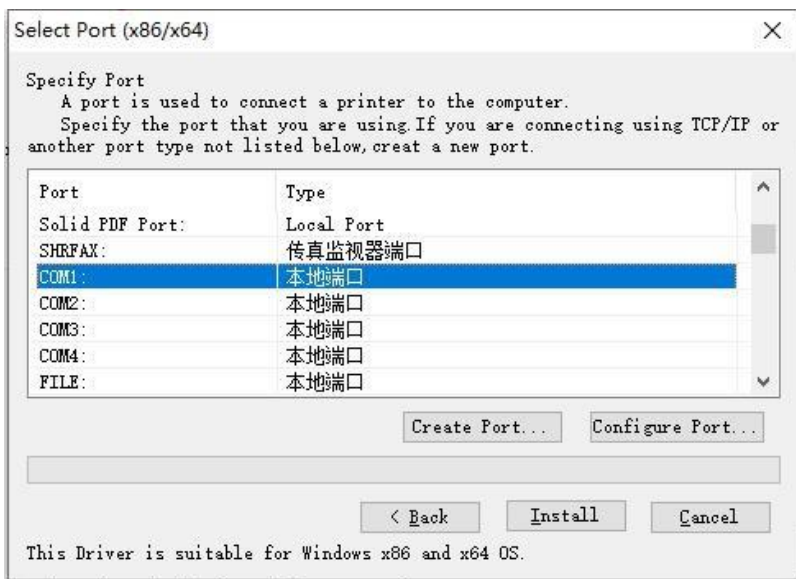 Select Port (x86/x64)
Specify Port
A port is used to connect a printer to the computer.
Specify the port that you are using.If you are connecting using TCP/IP or
another port type not listed below,creat a new port.
Port Type
Solid PDF Port: Local Port
SHRFAX: 传真监视器端口
COM1: 本地端口
COM2: 本地端口
COM3: 本地端口
COM4: 本地端口
FILE: 本地端口
Create Port... Configure Port...
< Back Install Cancel
This Driver is suitable for Windows x86 and x64 OS.